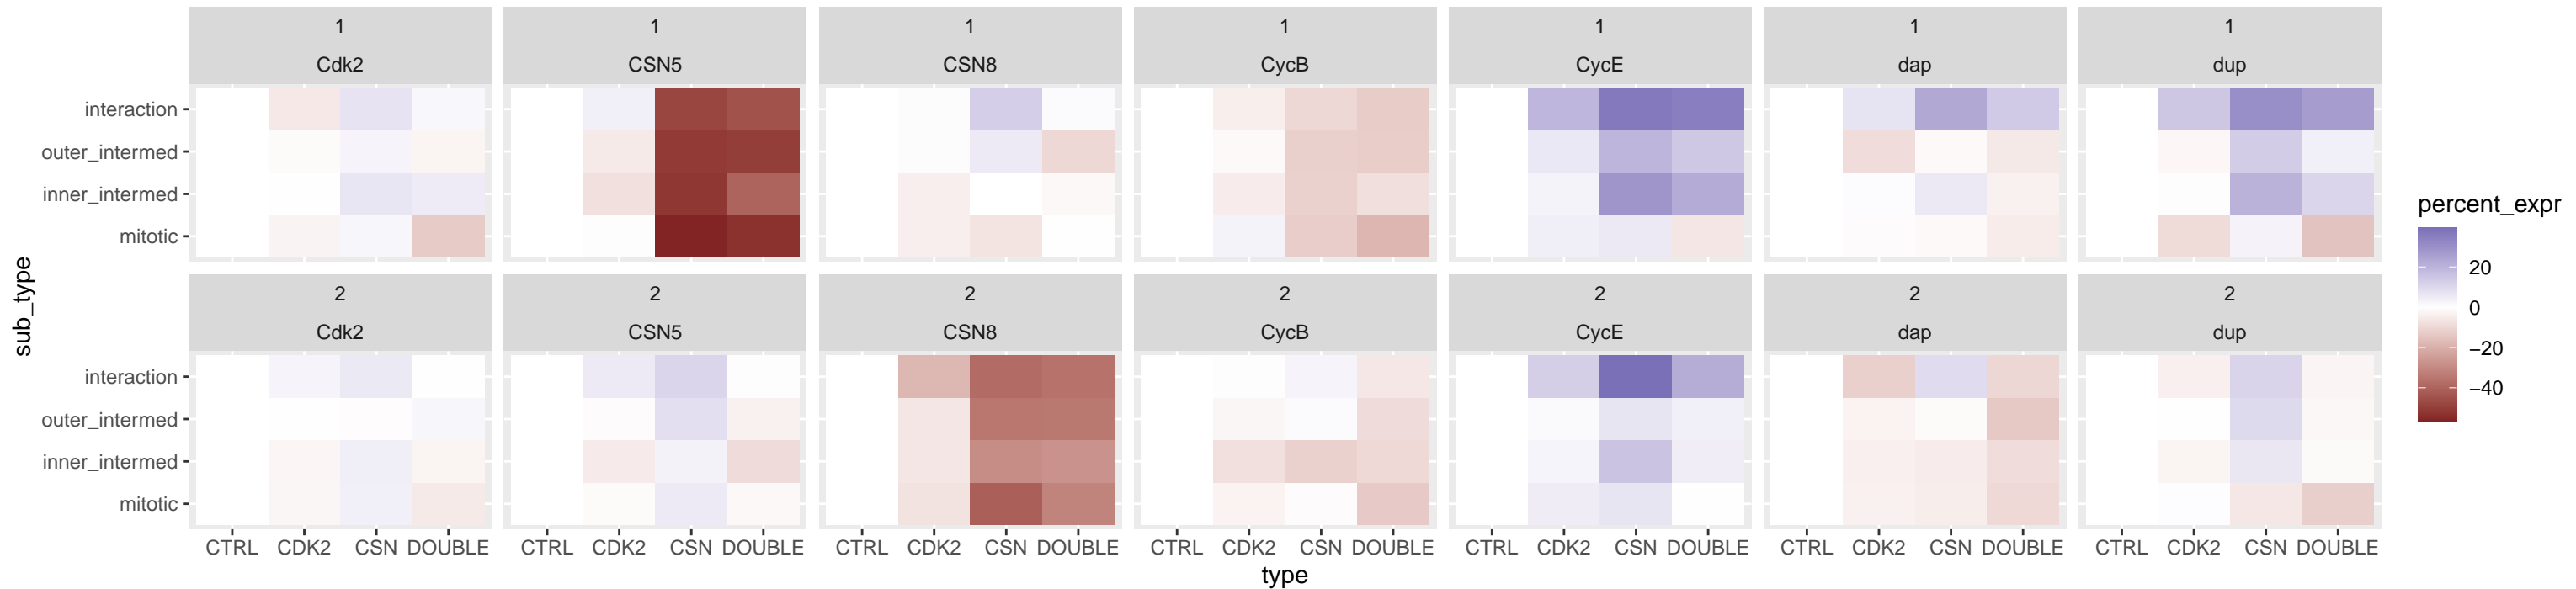 1 1 1 1 1 1 1
Cdk2 CSN5 CSN8 CycB CycE dap dup
interaction
outer_intermed
inner_intermed
mitotic
2 2 2 2 2 2 2
Cdk2 CSN5 CSN8 CycB CycE dap dup
interaction
outer_intermed
inner_intermed
mitotic
CTRL CDK2 CSN DOUBLE CTRL CDK2 CSN DOUBLE CTRL CDK2 CSN DOUBLE CTRL CDK2 CSN DOUBLE CTRL CDK2 CSN DOUBLE CTRL CDK2 CSN DOUBLE CTRL CDK2 CSN DOUBLE
type
sub_type
percent_expr
20
0
−20
−40